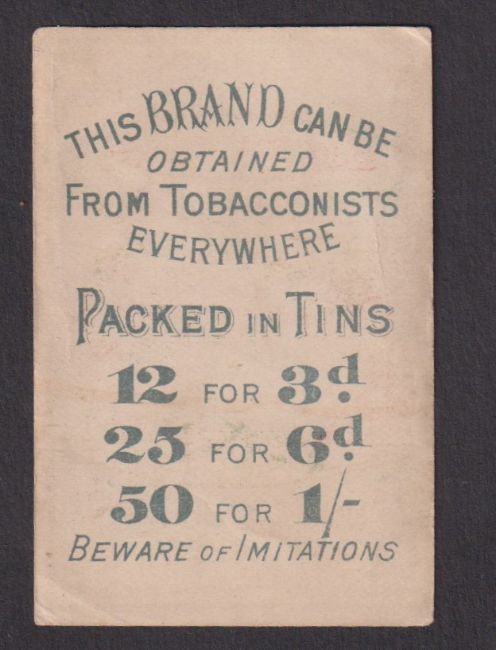 THIS BRAND CAN BE
OBTAINED
FROM TOBACCONISTS
EVERYWHERE
PACKED IN TINS
12 FOR 3d.
25 FOR 6d.
50 FOR 1/-
BEWARE OF IMITATIONS